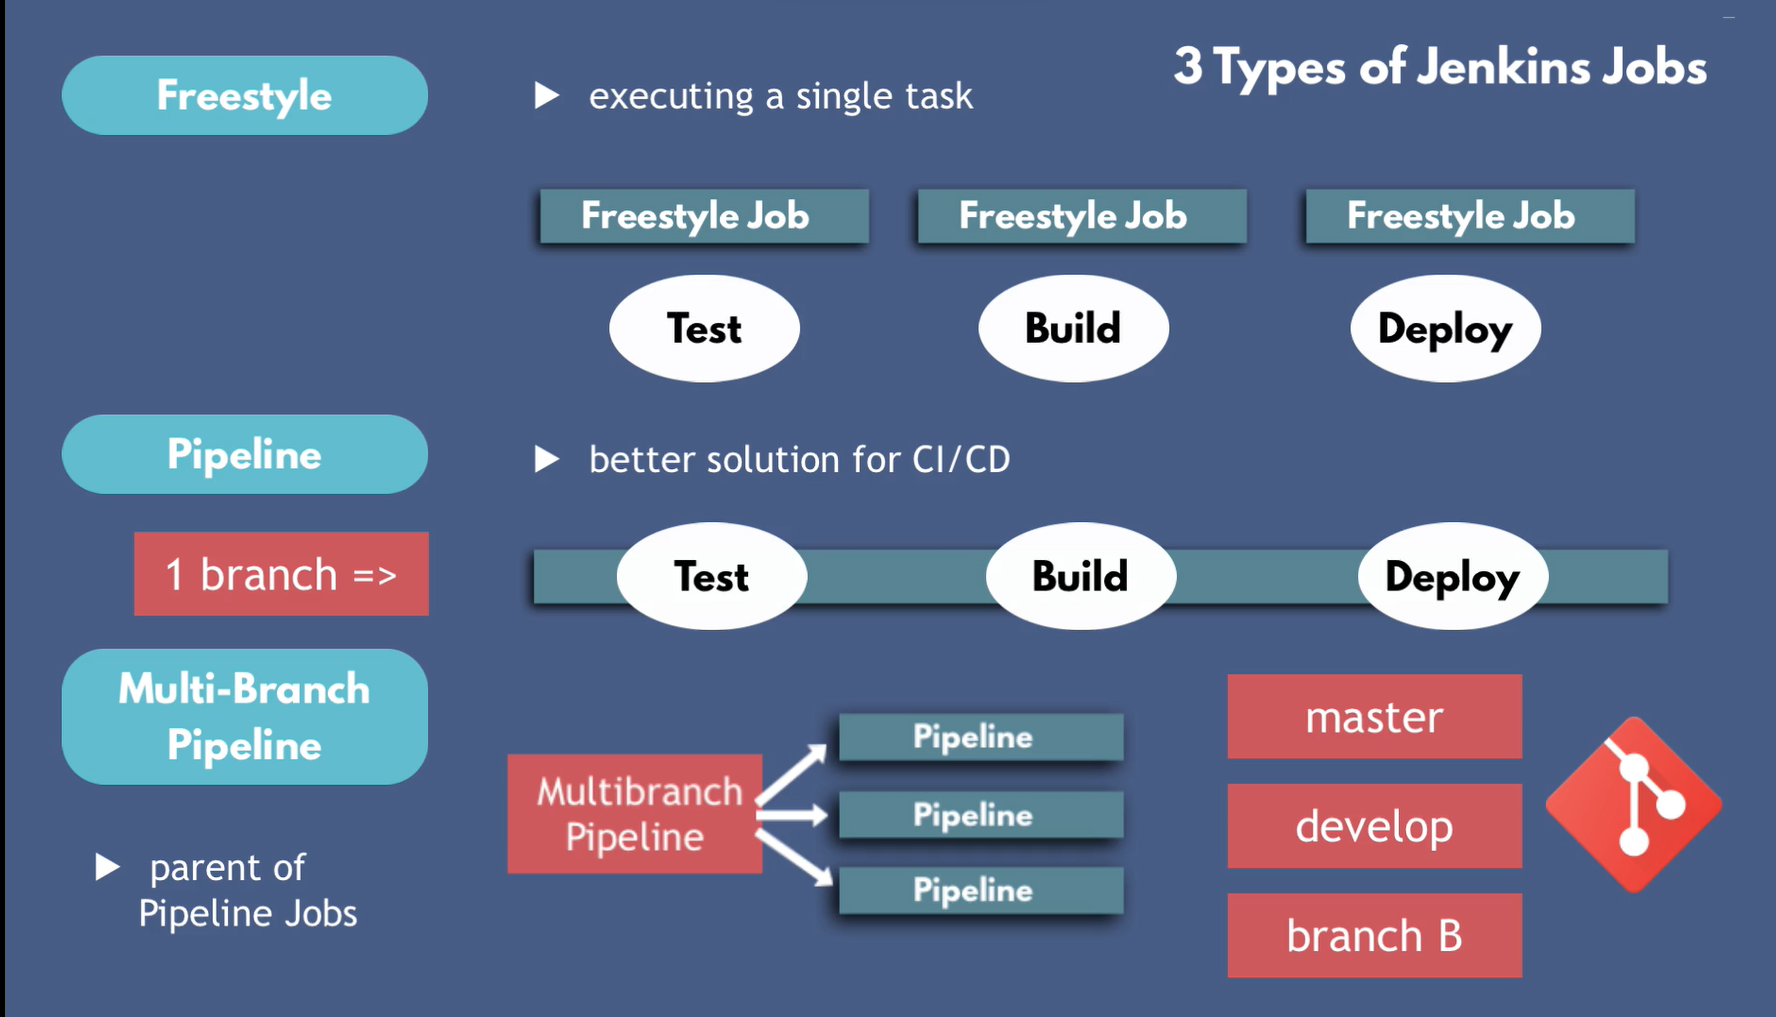 3 Types of Jenkins Jobs
Freestyle
▶ executing a single task
Freestyle Job
Freestyle Job
Freestyle Job
Test
Build
Deploy
Pipeline
▶ better solution for CI/CD
1 branch =>
Test
Build
Deploy
Multi-Branch
Pipeline
▶ parent of
Pipeline Jobs
Multibranch
Pipeline
Pipeline
Pipeline
Pipeline
master
develop
branch B